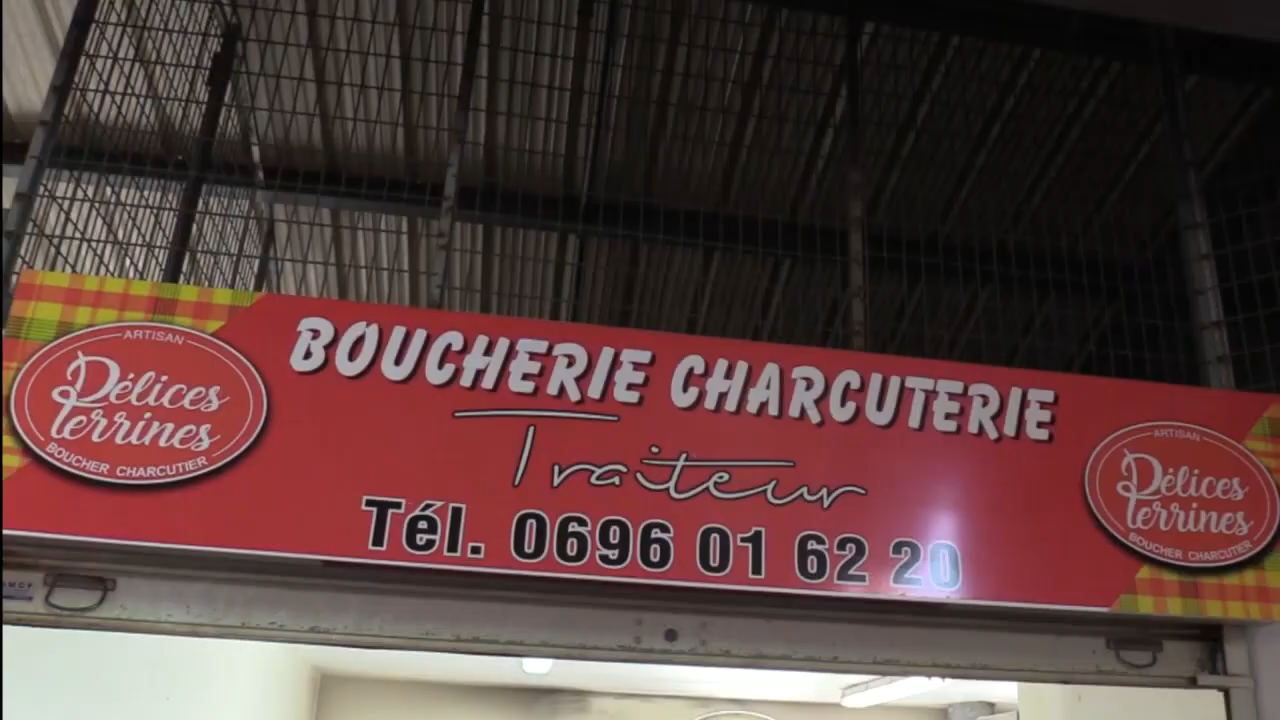 ARTISAN
Délices
Terrines
BOUCHER CHARCUTIER
BOUCHERIE CHARCUTERIE
Traiteur
Tél. 0696 01 62 20
ARTISAN
Délices
Terrines
BOUCHER CHARCUTIER